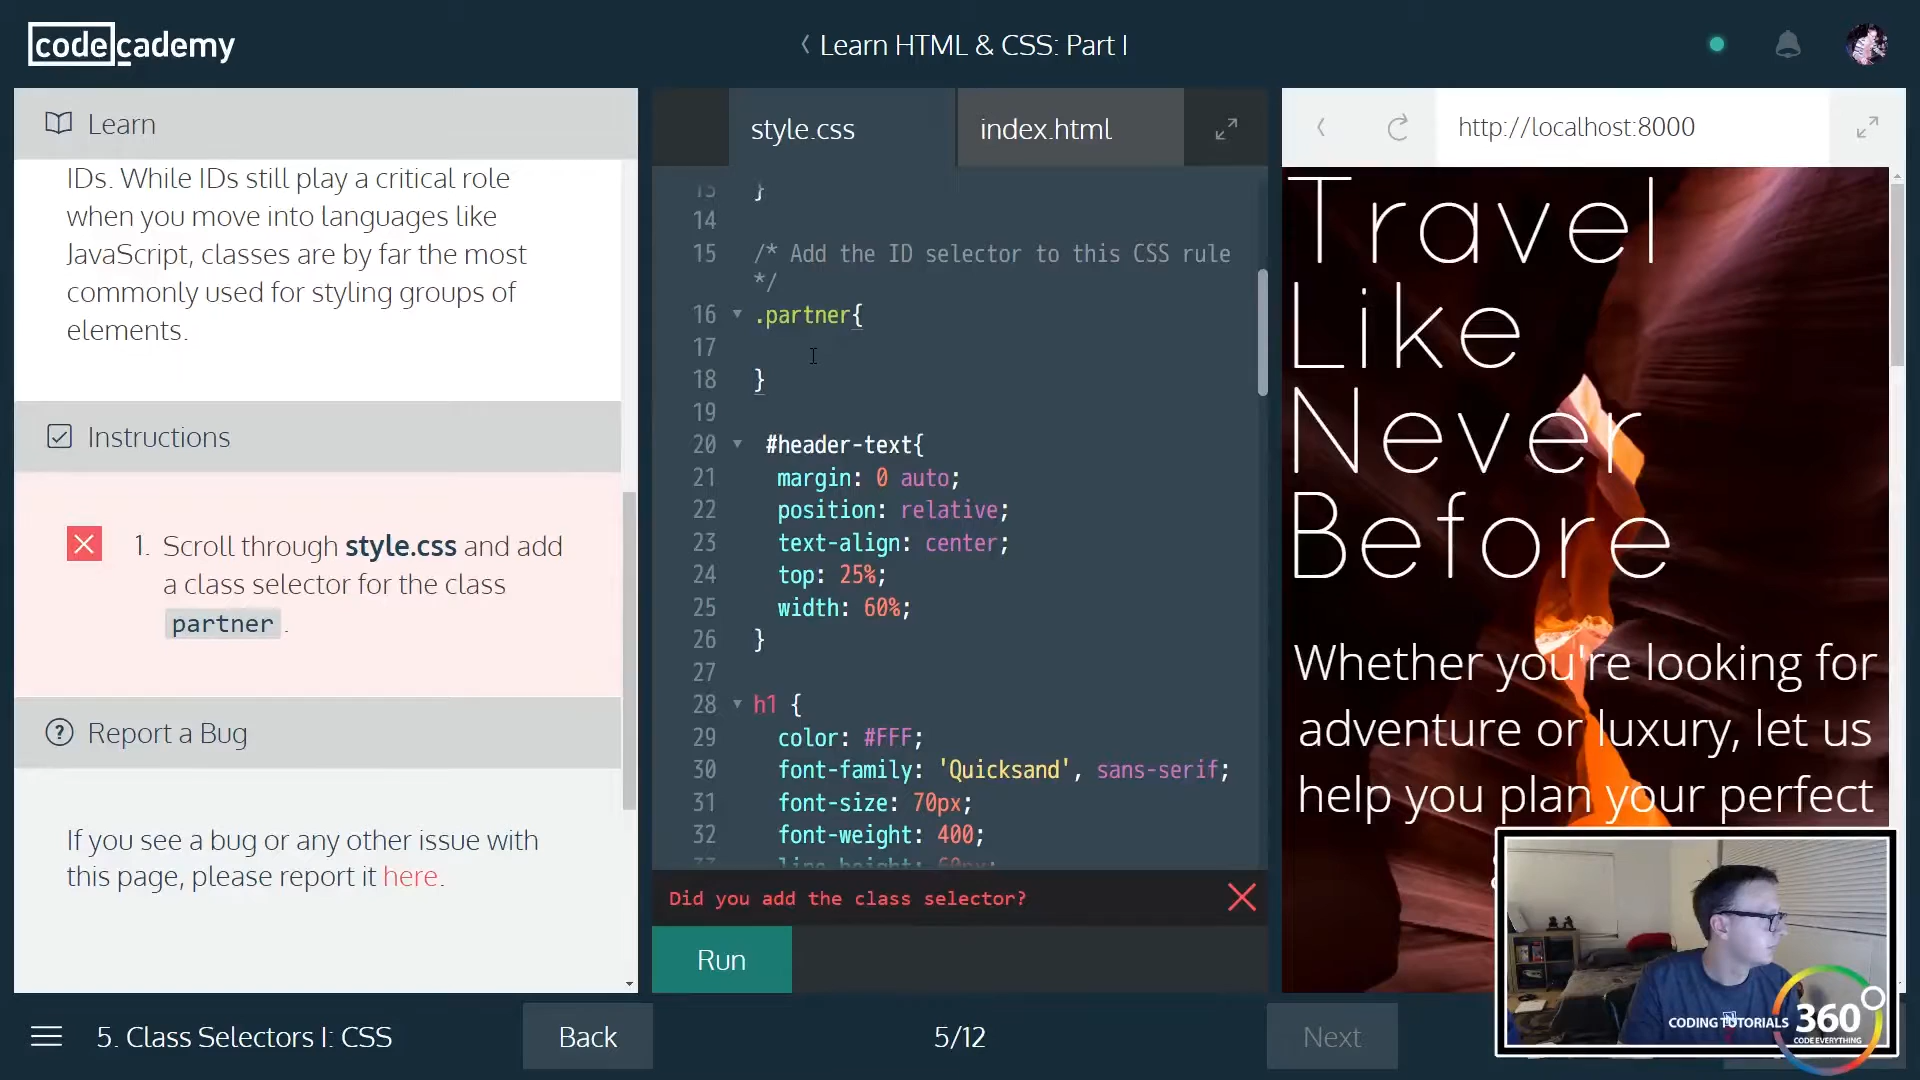 codecademy
Learn HTML & CSS: Part I
Learn
IDs. While IDs still play a critical role
when you move into languages like
JavaScript, classes are by far the most
commonly used for styling groups of
elements.
Instructions
1. Scroll through style.css and add
a class selector for the class
partner .
Report a Bug
If you see a bug or any other issue with
this page, please report it here.
style.css
index.html
13 }
14
15 /* Add the ID selector to this CSS rule
*/
16 .partner{
17
18 }
19
20 #header-text{
21 margin: 0 auto;
22 position: relative;
23 text-align: center;
24 top: 25%;
25 width: 60%;
26 }
27
28 h1 {
29 color: #FFF;
30 font-family: 'Quicksand', sans-serif;
31 font-size: 70px;
32 font-weight: 400;
33 line-height: 60px;
Did you add the class selector?
Run
http://localhost:8000
Travel
Like
Never
Before
Whether you're looking for
adventure or luxury, let us
help you plan your perfect
CODING TUTORIALS 360°
CODE EVERYTHING
5. Class Selectors I: CSS
Back
5/12
Next